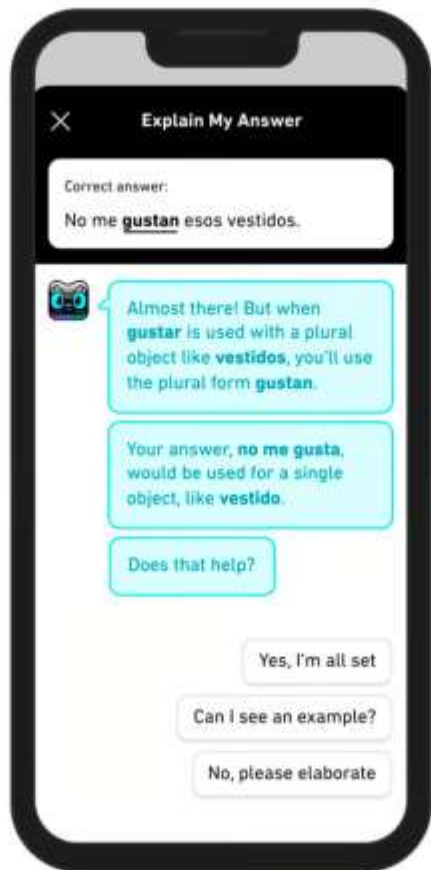 Explain My Answer
Correct answer:
No me gustan esos vestidos.
Almost there! But when
gustar is used with a plural
object like vestidos, you'll use
the plural form gustan.
Your answer, no me gusta,
would be used for a single
object, like vestido.
Does that help?
Yes, I'm all set
Can I see an example?
No, please elaborate